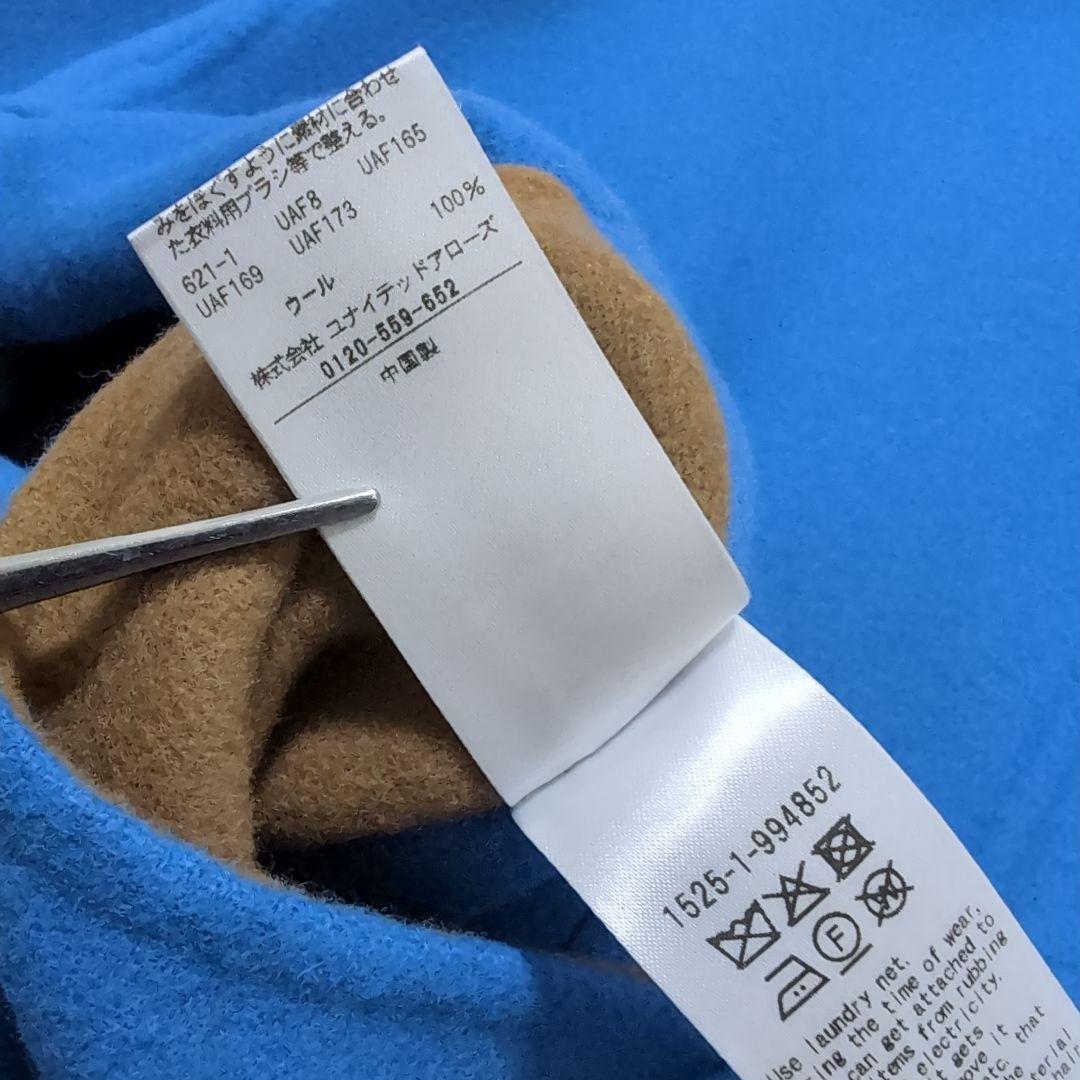 みをほぐすように素材に合わせ
た衣料用ブラシ等で整える。
621-1 UAF8 UAF165
UAF169 UAF173
ウール 100%
株式会社 ユナイテッドアローズ
0120-559-652
中国製
1525-1-994852
F
W
Use laundry net.
ing the time of wear,
can get attached to
tems from rubbing
electricity.
t gets
ove it
etc. that
he
terial
hair